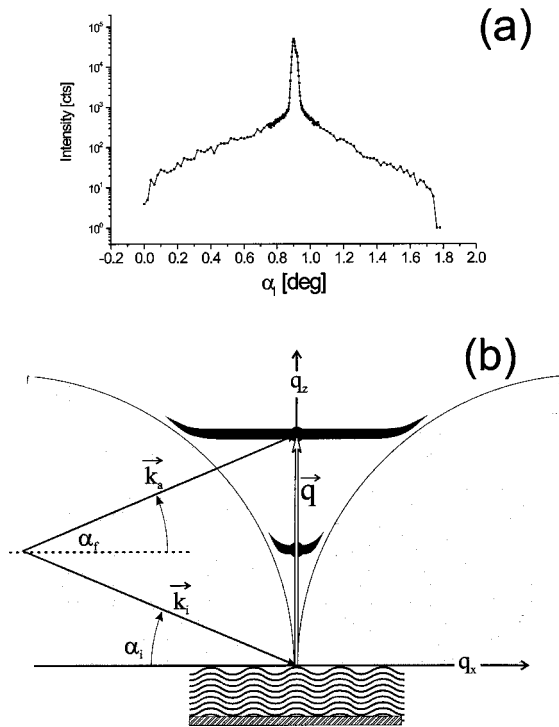 (a)
Intensity [cts]
10⁵
10⁴
10³
10²
10¹
10⁰
-0.2 0.0 0.2 0.4 0.6 0.8 1.0 1.2 1.4 1.6 1.8 2.0
αᵢ [deg]
(b)
q_z
k_a
q
α_f
k_i
α_i
q_x